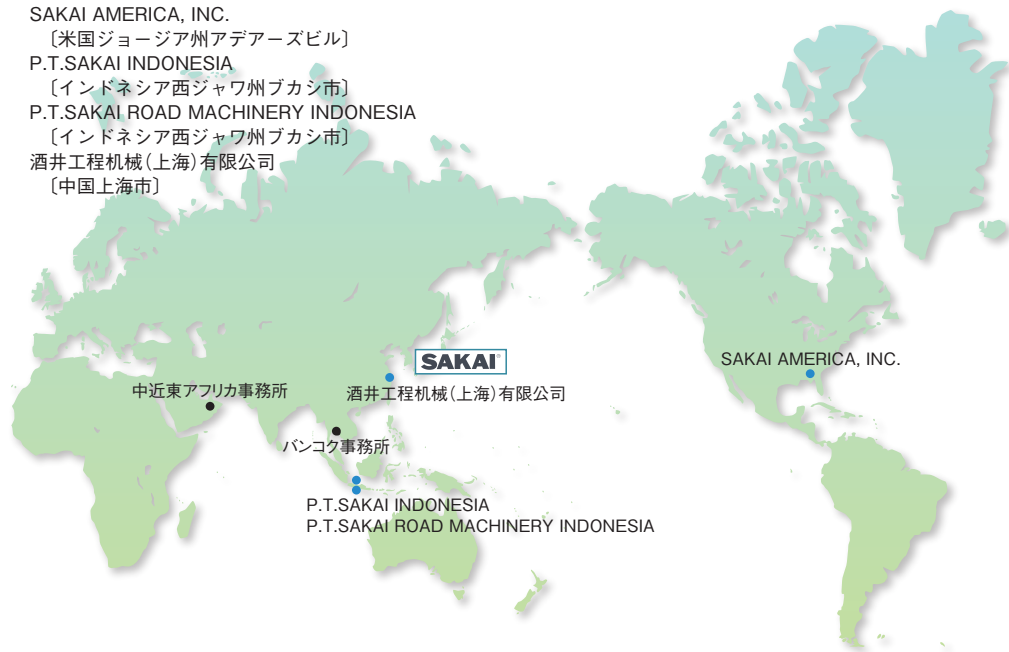 SAKAI AMERICA, INC.
〔米国ジョージア州アデアーズビル〕
P.T.SAKAI INDONESIA
〔インドネシア西ジャワ州ブカシ市〕
P.T.SAKAI ROAD MACHINERY INDONESIA
〔インドネシア西ジャワ州ブカシ市〕
酒井工程机械(上海)有限公司
〔中国上海市〕
SAKAI
SAKAI AMERICA, INC.
中近東アフリカ事務所
酒井工程机械(上海)有限公司
バンコク事務所
P.T.SAKAI INDONESIA
P.T.SAKAI ROAD MACHINERY INDONESIA